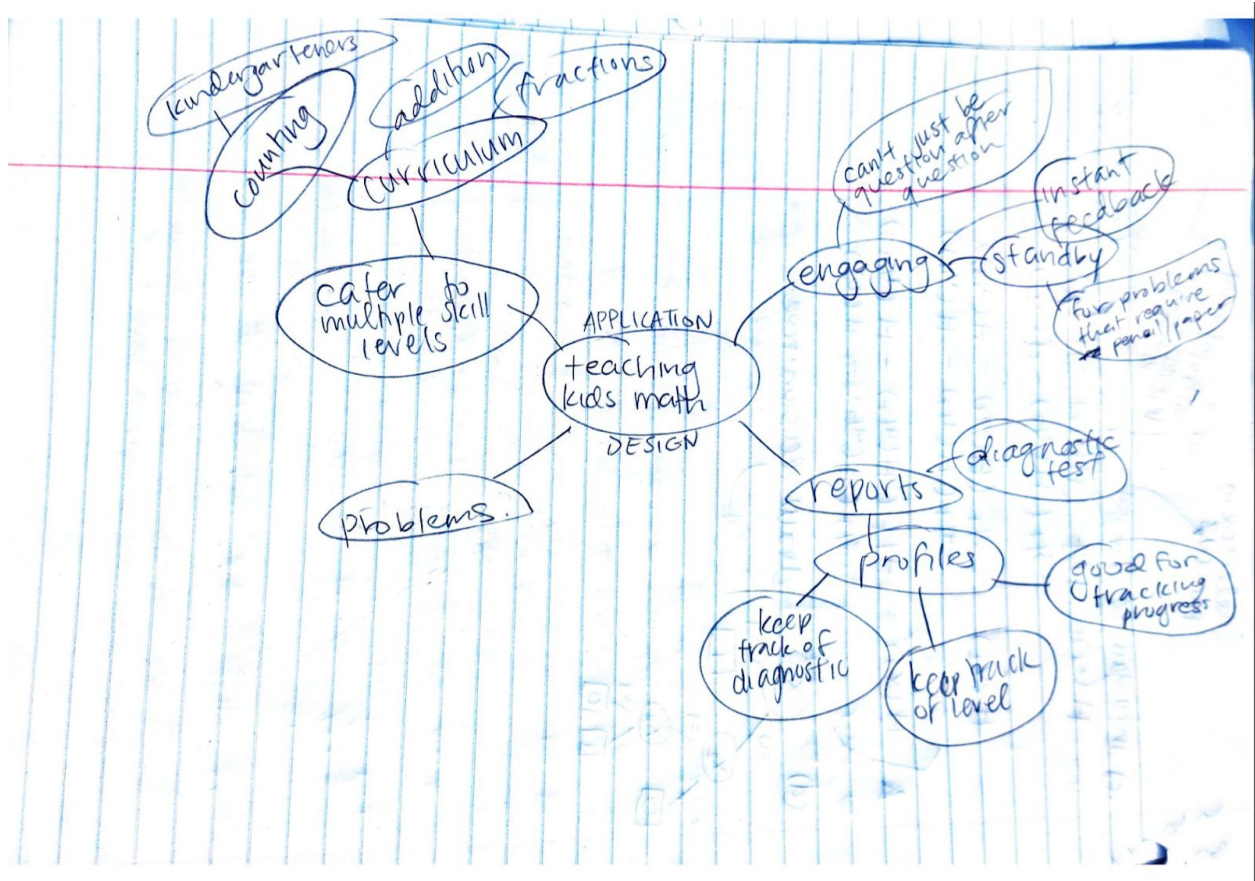 kindergarteners
counting
addition
fractions
curriculum
cater to
multiple skill
levels
APPLICATION
teaching
kids math
DESIGN
problems.
can't just be
question after
question
instant
feedback
engaging
standby
for problems
that require
pencil/paper
reports
diagnostic
test
profiles
good for
tracking
progress
keep
track of
diagnostic
keep track
of level